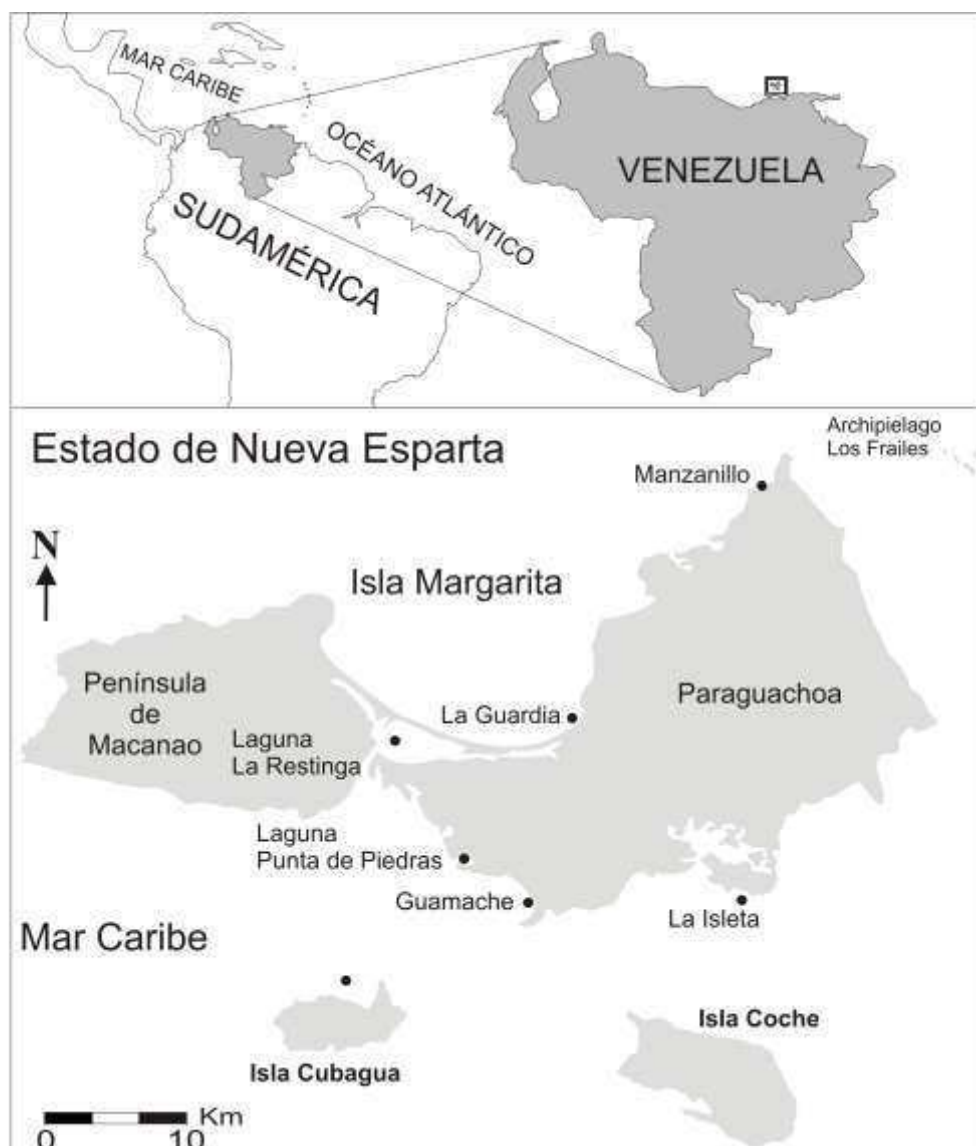 MAR CARIBE
OCÉANO ATLÁNTICO
SUDAMÉRICA
VENEZUELA
Estado de Nueva Esparta
Archipielago
Los Frailes
Manzanillo
N
Isla Margarita
Península
de
Macanao
Paraguachoa
La Guardia
Laguna
La Restinga
Laguna
Punta de Piedras
Guamache
La Isleta
Mar Caribe
Isla Coche
Isla Cubagua
Km
0 10